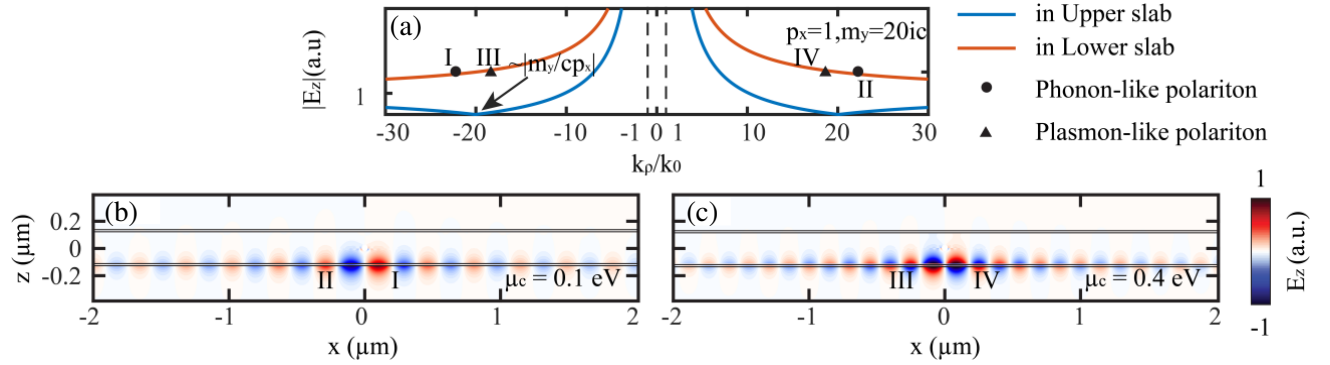 (a)
pₓ=1,mᵧ=20ic
I III ~|mᵧ/cpₓ|
IV
II
|E_z|(a.u)
1
-30 -20 -10 -1 0 1 10 20 30
kρ/k₀
in Upper slab
in Lower slab
Phonon-like polariton
Plasmon-like polariton
(b)
z (μm)
0.2
0
-0.2
II I
μc = 0.1 eV
-2 -1 0 1 2
x (μm)
(c)
III IV
μc = 0.4 eV
-2 -1 0 1 2
x (μm)
1
-1
Ez (a.u.)